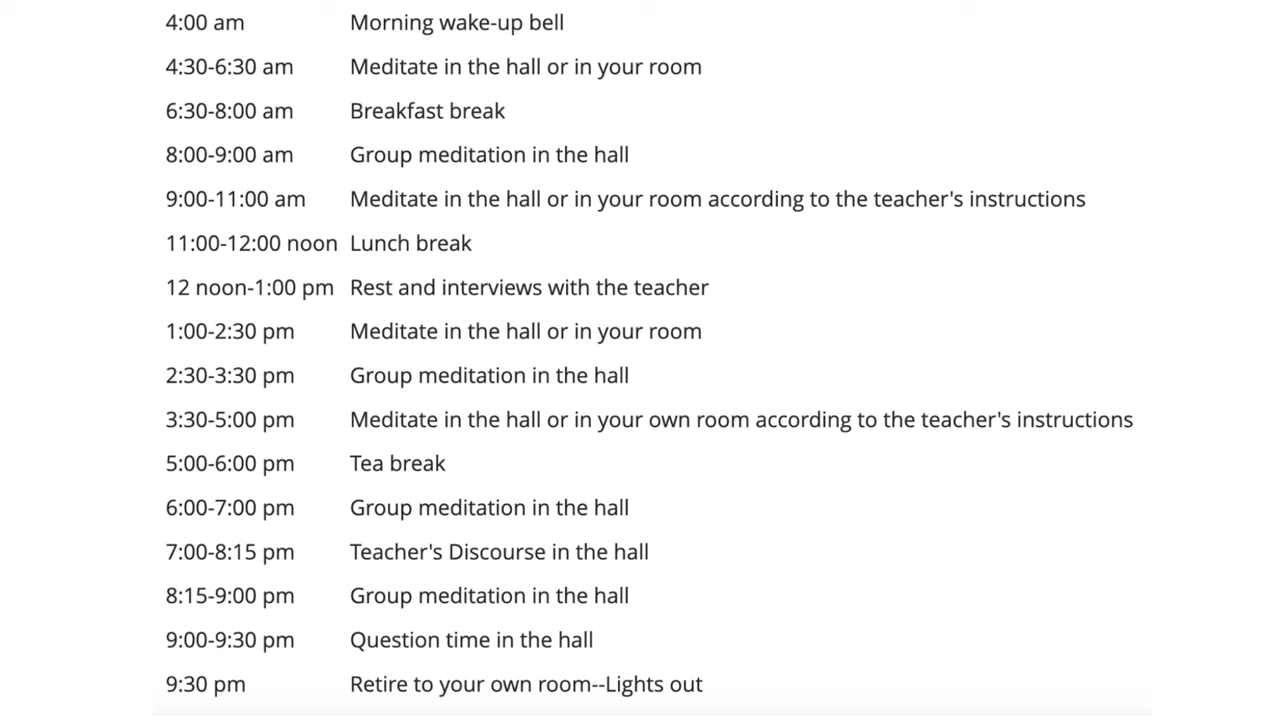 4:00 am Morning wake-up bell
4:30-6:30 am Meditate in the hall or in your room
6:30-8:00 am Breakfast break
8:00-9:00 am Group meditation in the hall
9:00-11:00 am Meditate in the hall or in your room according to the teacher's instructions
11:00-12:00 noon Lunch break
12 noon-1:00 pm Rest and interviews with the teacher
1:00-2:30 pm Meditate in the hall or in your room
2:30-3:30 pm Group meditation in the hall
3:30-5:00 pm Meditate in the hall or in your own room according to the teacher's instructions
5:00-6:00 pm Tea break
6:00-7:00 pm Group meditation in the hall
7:00-8:15 pm Teacher's Discourse in the hall
8:15-9:00 pm Group meditation in the hall
9:00-9:30 pm Question time in the hall
9:30 pm Retire to your own room--Lights out